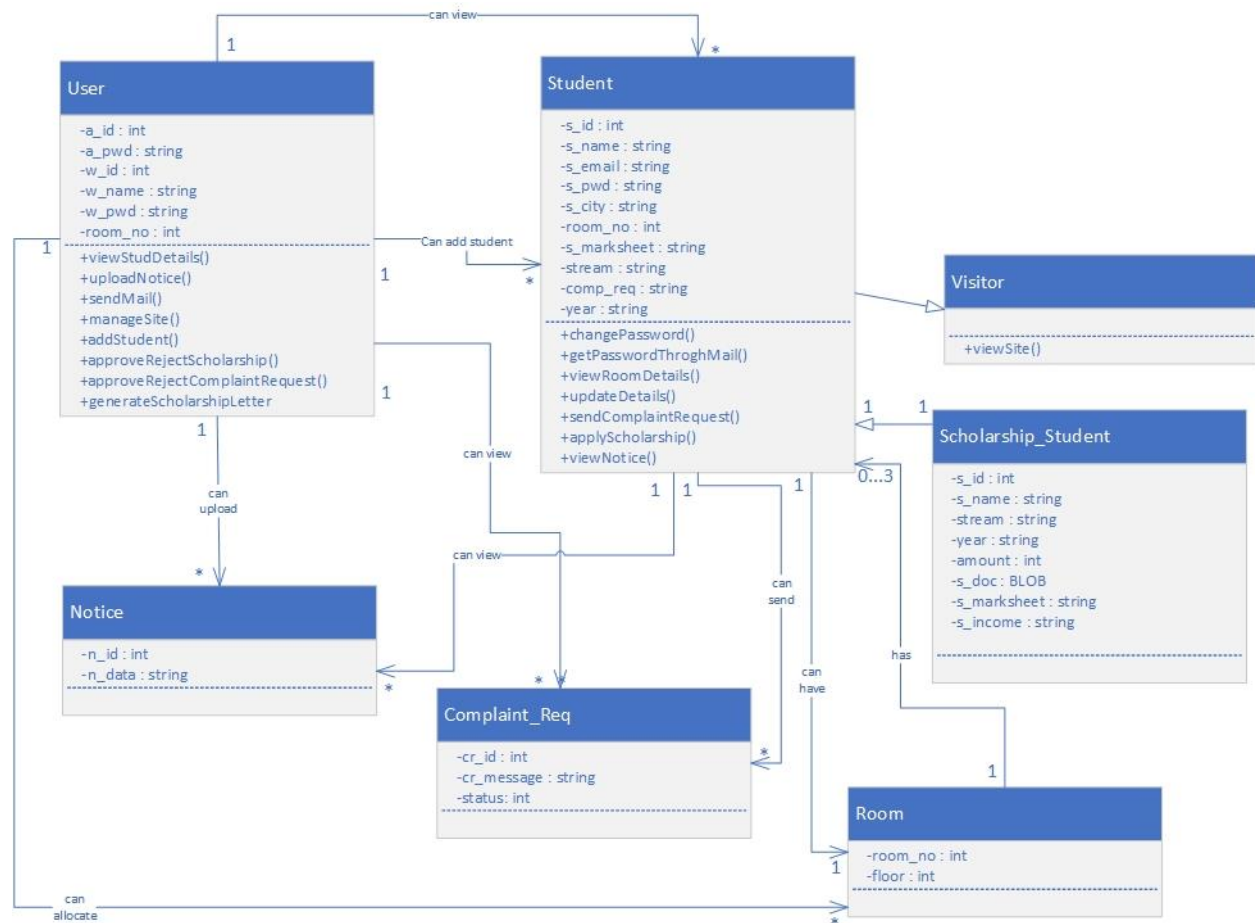 can view
1
*
User
-a_id : int
-a_pwd : string
-w_id : int
-w_name : string
-w_pwd : string
-room_no : int
+viewStudDetails()
+uploadNotice()
+sendMail()
+manageSite()
+addStudent()
+approveRejectScholarship()
+approveRejectComplaintRequest()
+generateScholarshipLetter
1
1
Can add student
*
1
1
can view
can
upload
*
Student
-s_id : int
-s_name : string
-s_email : string
-s_pwd : string
-s_city : string
-room_no : int
-s_marksheet : string
-stream : string
-comp_req : string
-year : string
+changePassword()
+getPasswordThroghMail()
+viewRoomDetails()
+updateDetails()
+sendComplaintRequest()
+applyScholarship()
+viewNotice()
Visitor
+viewSite()
1
1
Scholarship_Student
-s_id : int
-s_name : string
-stream : string
-year : string
-amount : int
-s_doc : BLOB
-s_marksheet : string
-s_income : string
0...3
1
1
1
can view
can
send
can
have
has
Notice
-n_id : int
-n_data : string
*
* *
Complaint_Req
-cr_id : int
-cr_message : string
-status: int
*
1
Room
-room_no : int
-floor : int
1
*
can
allocate